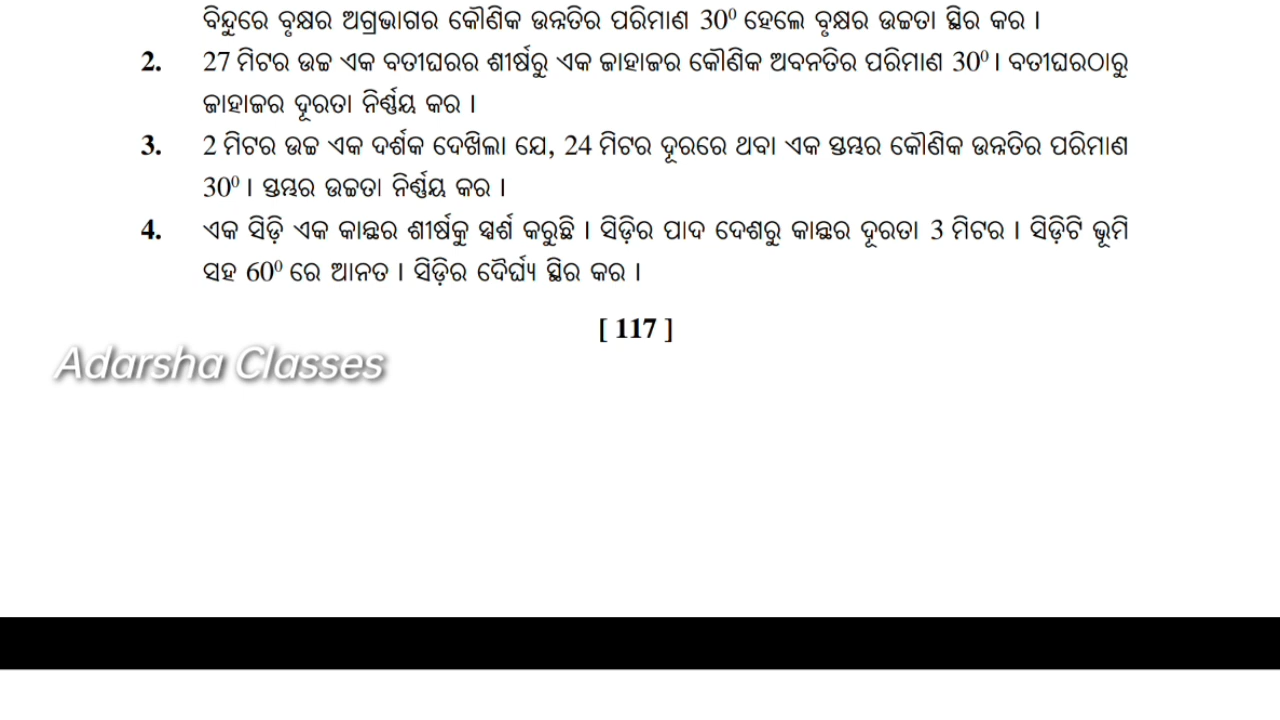 ବିନ୍ଦୁରେ ବୃକ୍ଷର ଅଗ୍ରଭାଗର କୌଣିକ ଉନ୍ନତିର ପରିମାଣ 30⁰ ହେଲେ ବୃକ୍ଷର ଉଚ୍ଚତା ସ୍ଥିର କର ।
2. 27 ମିଟର ଉଚ୍ଚ ଏକ ବତୀଘରର ଶୀର୍ଷରୁ ଏକ ଜାହାଜର କୌଣିକ ଅବନତିର ପରିମାଣ 30⁰ । ବତୀଘରଠାରୁ
ଜାହାଜର ଦୂରତା ନିର୍ଣ୍ଣୟ କର ।
3. 2 ମିଟର ଉଚ୍ଚ ଏକ ଦର୍ଶକ ଦେଖିଲା ଯେ, 24 ମିଟର ଦୂରରେ ଥିବା ଏକ ସ୍ତମ୍ଭର କୌଣିକ ଉନ୍ନତିର ପରିମାଣ
30⁰ । ସ୍ତମ୍ଭର ଉଚ୍ଚତା ନିର୍ଣ୍ଣୟ କର ।
4. ଏକ ସିଡ଼ି ଏକ କାନ୍ଥର ଶୀର୍ଷକୁ ସ୍ପର୍ଶ କରୁଛି । ସିଡ଼ିର ପାଦ ଦେଶରୁ କାନ୍ଥର ଦୂରତା 3 ମିଟର । ସିଡ଼ିଟି ଭୂମି
ସହ 60⁰ ରେ ଆନତ । ସିଡ଼ିର ଦୈର୍ଘ୍ୟ ସ୍ଥିର କର ।
[ 117 ]
Adarsha Classes